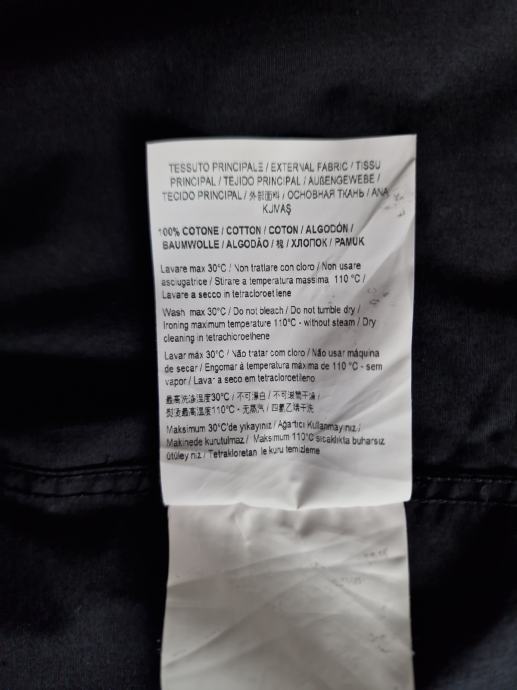 TESSUTO PRINCIPALE / EXTERNAL FABRIC / TISSU
PRINCIPAL / TEJIDO PRINCIPAL / AUßENGEWEBE /
TECIDO PRINCIPAL / 外部面料 / ОСНОВНАЯ ТКАНЬ / ANA
KUMAŞ
100% COTONE / COTTON / COTON / ALGODÓN /
BAUMWOLLE / ALGODÃO / 棉 / ХЛОПОК / PAMUK
Lavare max 30°C / Non trattare con cloro / Non usare
asciugatrice / Stirare a temperatura massima 110 °C /
Lavare a secco in tetracloroetilene
Wash max 30°C / Do not bleach / Do not tumble dry /
Ironing maximum temperature 110°C - without steam / Dry
cleaning in tetrachloroethene
Lavar máx 30°C / Não tratar com cloro / Não usar máquina
de secar / Engomar à temperatura máxima de 110 °C - sem
vapor / Lavar a seco em tetracloroetileno
最高洗涤温度30°C / 不可漂白 / 不可滚筒干燥 /
熨烫最高温度110°C - 无蒸汽 / 四氯乙烯干洗
Maksimum 30°C'de yıkayınız / Ağartıcı Kullanmayınız /
Makinede kurutulmaz / Maksimum 110°C sıcaklıkta buharsız
ütüleyiniz / Tetrakloretan le kuru temizleme